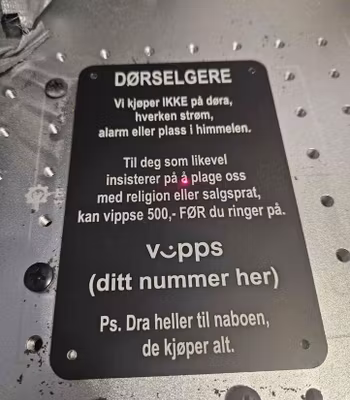 DØRSELGERE
Vi kjøper IKKE på døra,
hverken strøm,
alarm eller plass i himmelen.
Til deg som likevel
insisterer på å plage oss
med religion eller salgsprat,
kan vippse 500,- FØR du ringer på.
vipps
(ditt nummer her)
Ps. Dra heller til naboen,
de kjøper alt.